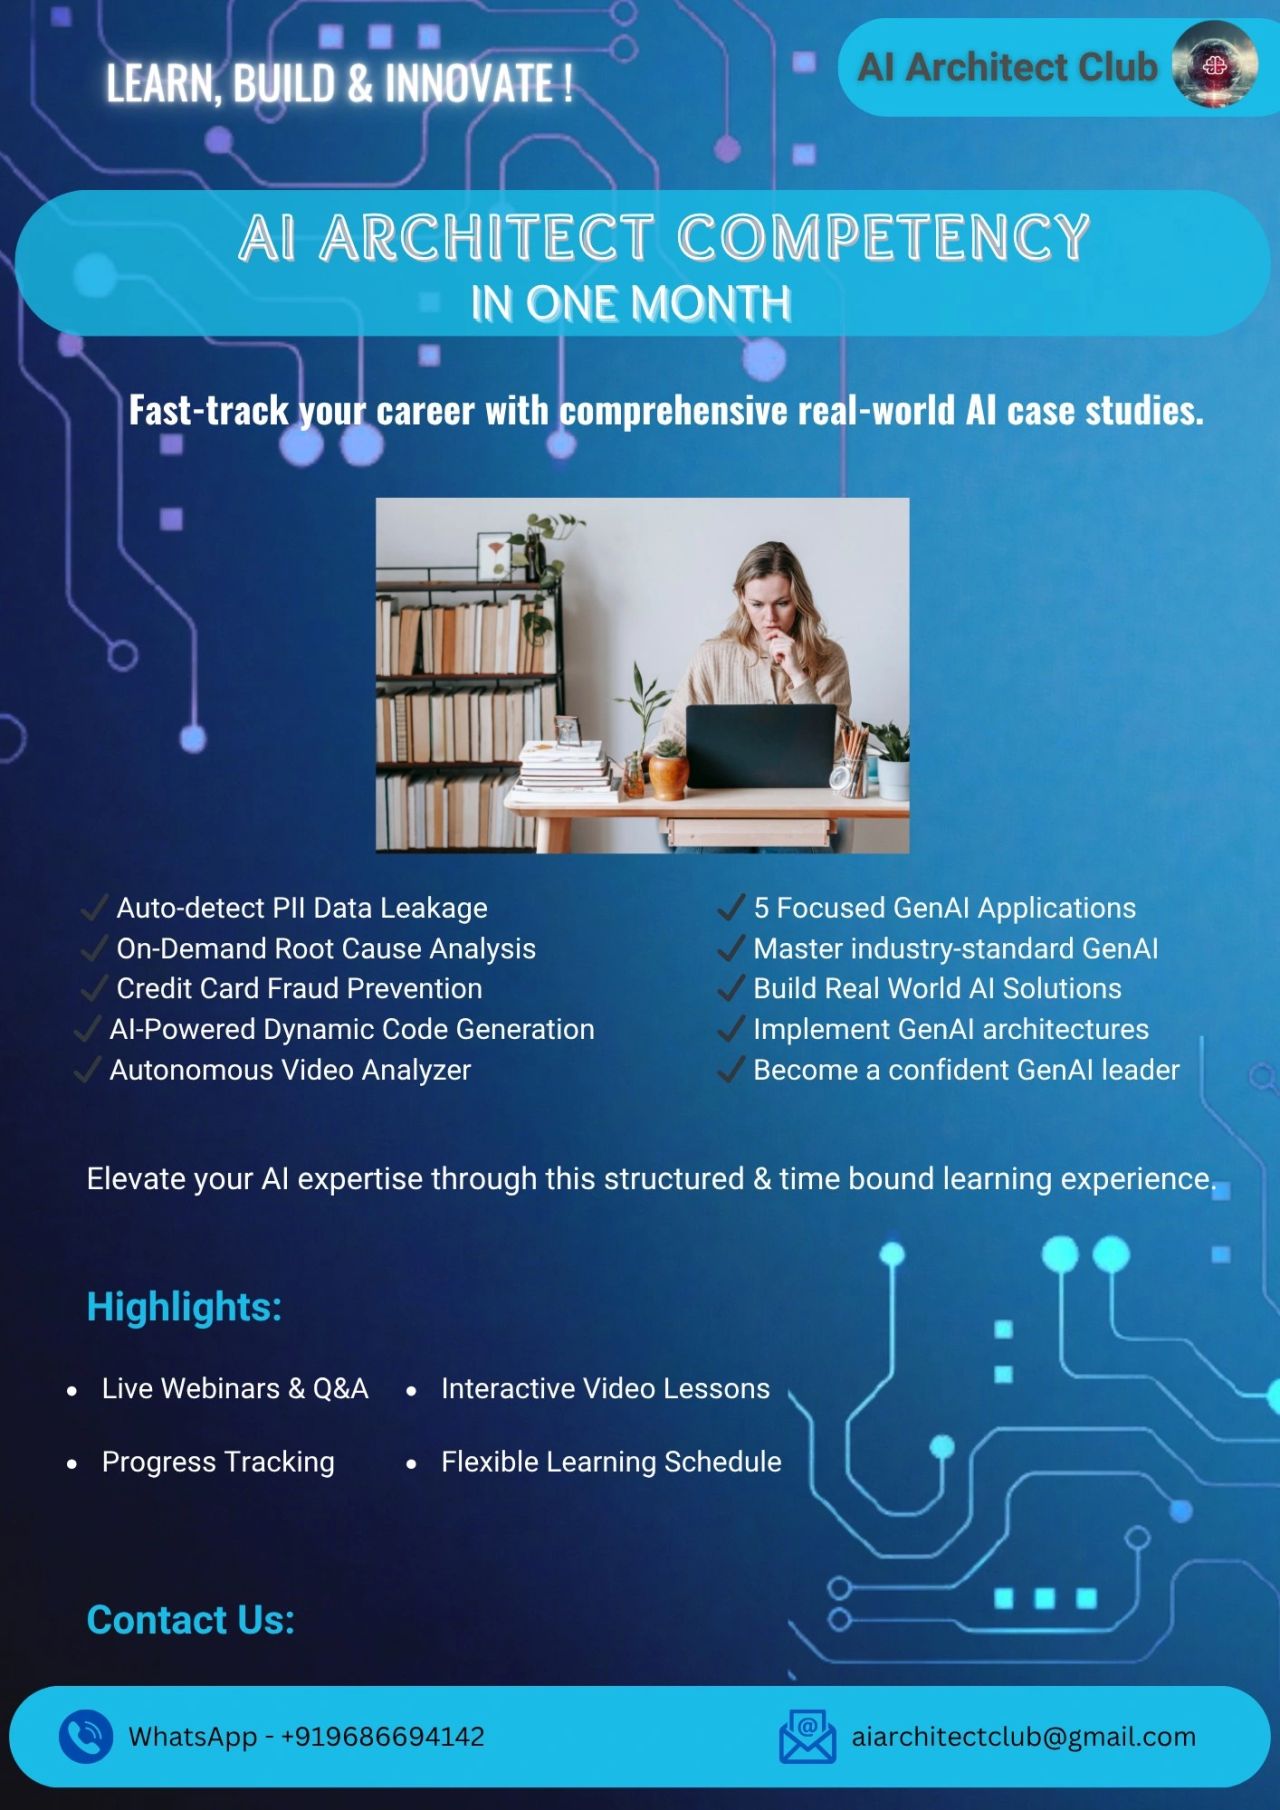 LEARN, BUILD & INNOVATE !
AI Architect Club
AI ARCHITECT COMPETENCY
IN ONE MONTH
Fast-track your career with comprehensive real-world AI case studies.
Auto-detect PII Data Leakage
On-Demand Root Cause Analysis
Credit Card Fraud Prevention
AI-Powered Dynamic Code Generation
Autonomous Video Analyzer
5 Focused GenAI Applications
Master industry-standard GenAI
Build Real World AI Solutions
Implement GenAI architectures
Become a confident GenAI leader
Elevate your AI expertise through this structured & time bound learning experience.
Highlights:
Live Webinars & Q&A
Interactive Video Lessons
Progress Tracking
Flexible Learning Schedule
Contact Us:
WhatsApp - +919686694142
aiarchitectclub@gmail.com